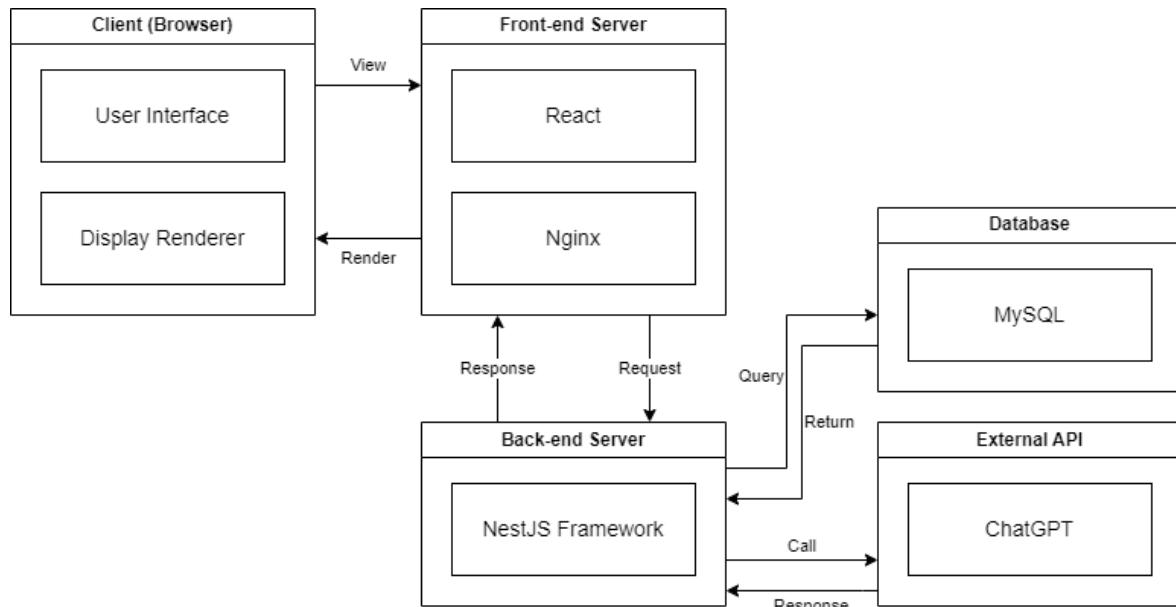 Client (Browser)
Front-end Server
View
User Interface
React
Display Renderer
Nginx
Render
Database
MySQL
Response
Request
Query
Return
Back-end Server
External API
NestJS Framework
ChatGPT
Call
Response